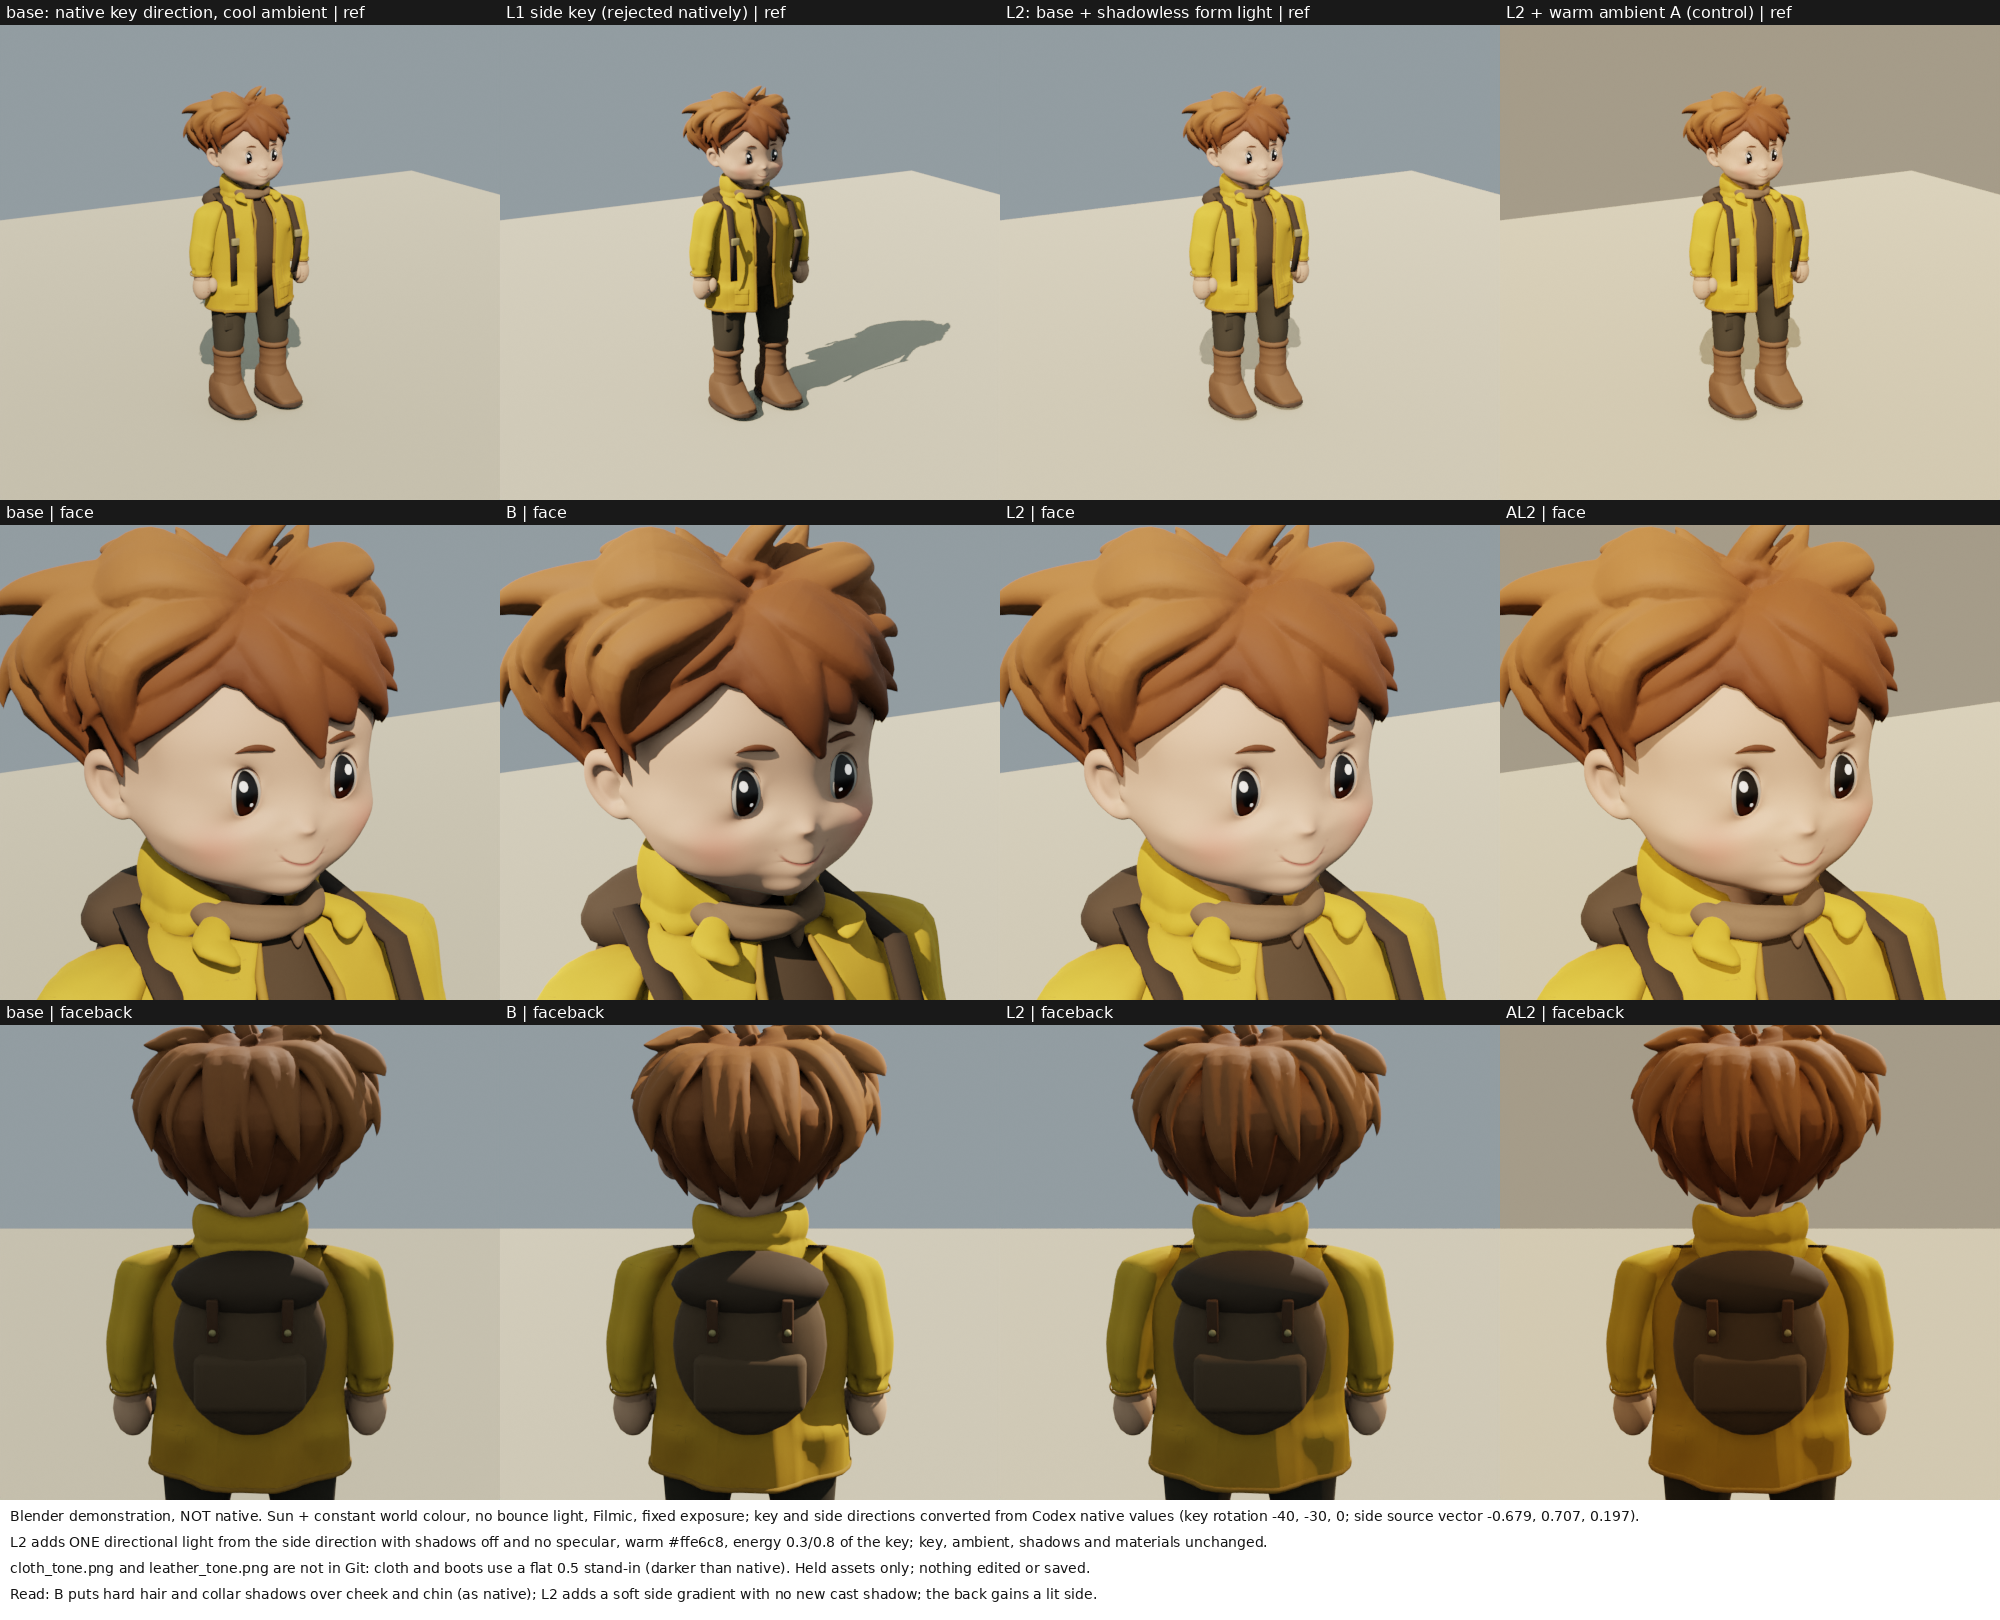 base: native key direction, cool ambient | ref
L1 side key (rejected natively) | ref
L2: base + shadowless form light | ref
L2 + warm ambient A (control) | ref
base | face
B | face
L2 | face
AL2 | face
base | faceback
B | faceback
L2 | faceback
AL2 | faceback
Blender demonstration, NOT native. Sun + constant world colour, no bounce light, Filmic, fixed exposure; key and side directions converted from Codex native values (key rotation -40, -30, 0; side source vector -0.679, 0.707, 0.197).
L2 adds ONE directional light from the side direction with shadows off and no specular, warm #ffe6c8, energy 0.3/0.8 of the key; key, ambient, shadows and materials unchanged.
cloth_tone.png and leather_tone.png are not in Git: cloth and boots use a flat 0.5 stand-in (darker than native). Held assets only; nothing edited or saved.
Read: B puts hard hair and collar shadows over cheek and chin (as native); L2 adds a soft side gradient with no new cast shadow; the back gains a lit side.